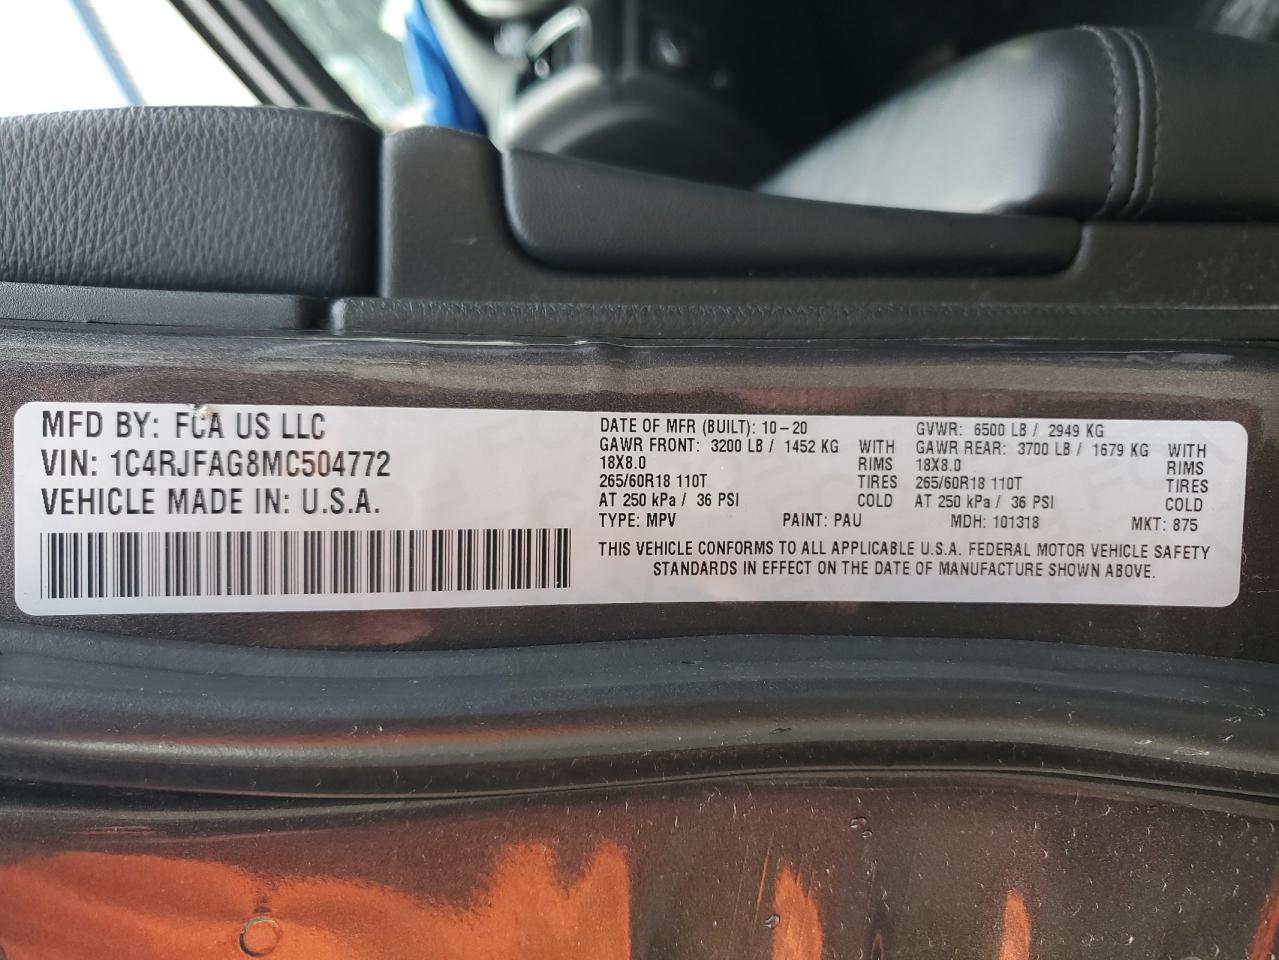 MFD BY: FCA US LLC
VIN: 1C4RJFAG8MC504772
VEHICLE MADE IN: U.S.A.
DATE OF MFR (BUILT): 10-20
GAWR FRONT: 3200 LB / 1452 KG WITH
18X8.0 RIMS
265/60R18 110T TIRES
AT 250 kPa / 36 PSI COLD
GVWR: 6500 LB / 2949 KG
GAWR REAR: 3700 LB / 1679 KG WITH
18X8.0 RIMS
265/60R18 110T TIRES
AT 250 kPa / 36 PSI COLD
TYPE: MPV PAINT: PAU MDH: 101318 MKT: 875
THIS VEHICLE CONFORMS TO ALL APPLICABLE U.S.A. FEDERAL MOTOR VEHICLE SAFETY
STANDARDS IN EFFECT ON THE DATE OF MANUFACTURE SHOWN ABOVE.